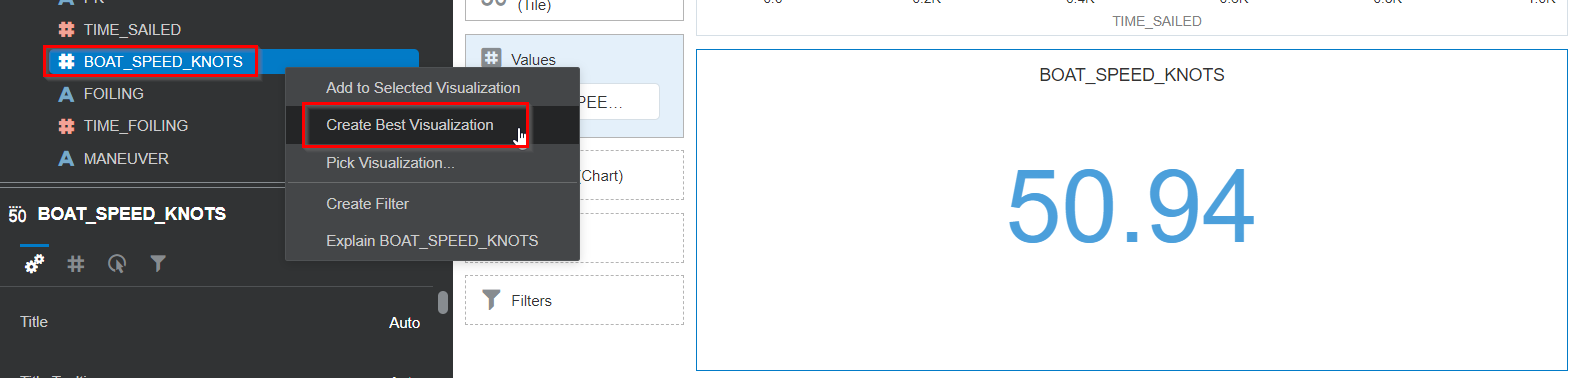 TIME_SAILED
BOAT_SPEED_KNOTS
FOILING
TIME_FOILING
MANEUVER
50 BOAT_SPEED_KNOTS
Title
Auto
Add to Selected Visualization
Create Best Visualization
Pick Visualization...
Create Filter
Explain BOAT_SPEED_KNOTS
(Tile)
Values
PEE...
(Chart)
Filters
TIME_SAILED
BOAT_SPEED_KNOTS
50.94